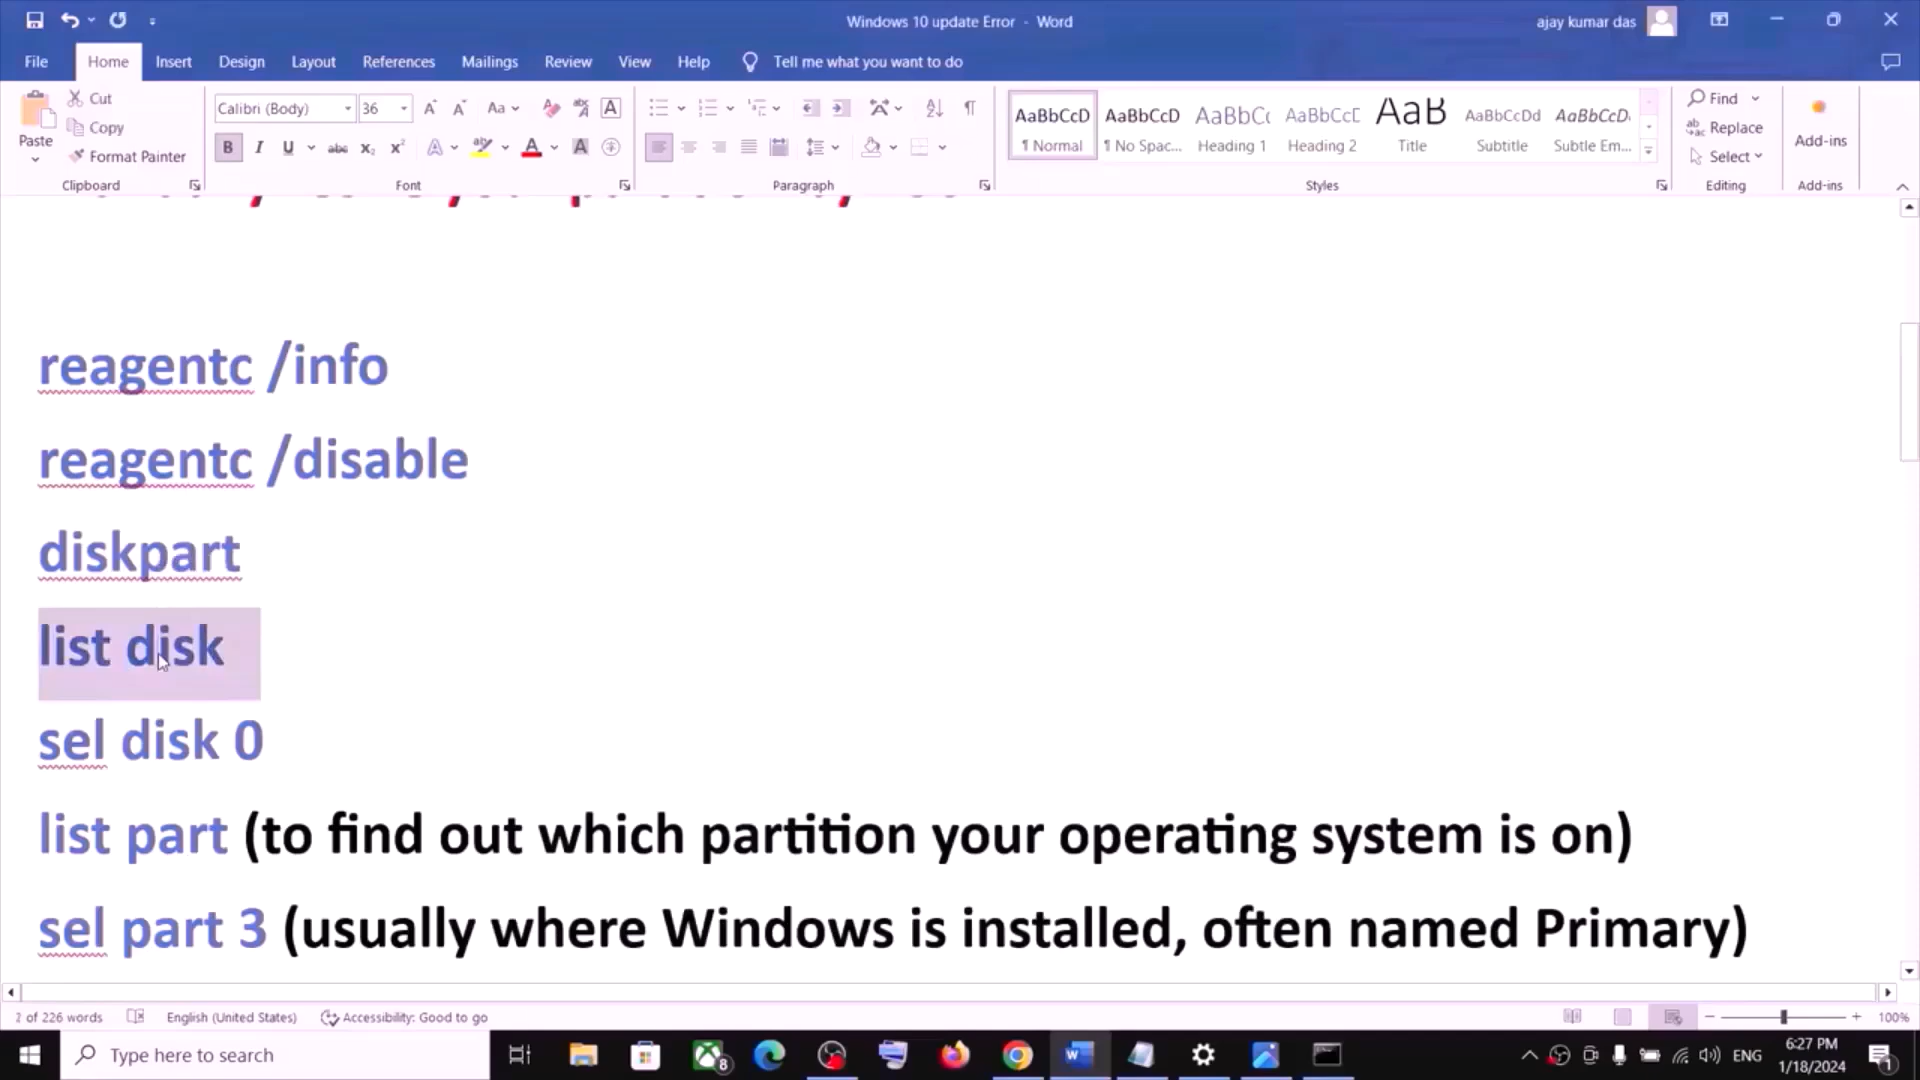 Windows 10 update Error - Word
ajay kumar das
File Home Insert Design Layout References Mailings Review View Help Tell me what you want to do
Paste
Cut
Copy
Format Painter
Clipboard
Calibri (Body) 36
Font
Paragraph
AaBbCcD AaBbCcD AaBbCc AaBbCcC AaB AaBbCcDd AaBbCcD.
¶ Normal ¶ No Spac... Heading 1 Heading 2 Title Subtitle Subtle Em...
Styles
Find
Replace
Select
Editing
Add-ins
Add-ins
reagentc /info
reagentc /disable
diskpart
list disk
sel disk 0
list part (to find out which partition your operating system is on)
sel part 3 (usually where Windows is installed, often named Primary)
2 of 226 words English (United States) Accessibility: Good to go 100%
Type here to search
8
ENG
6:27 PM
1/18/2024
1